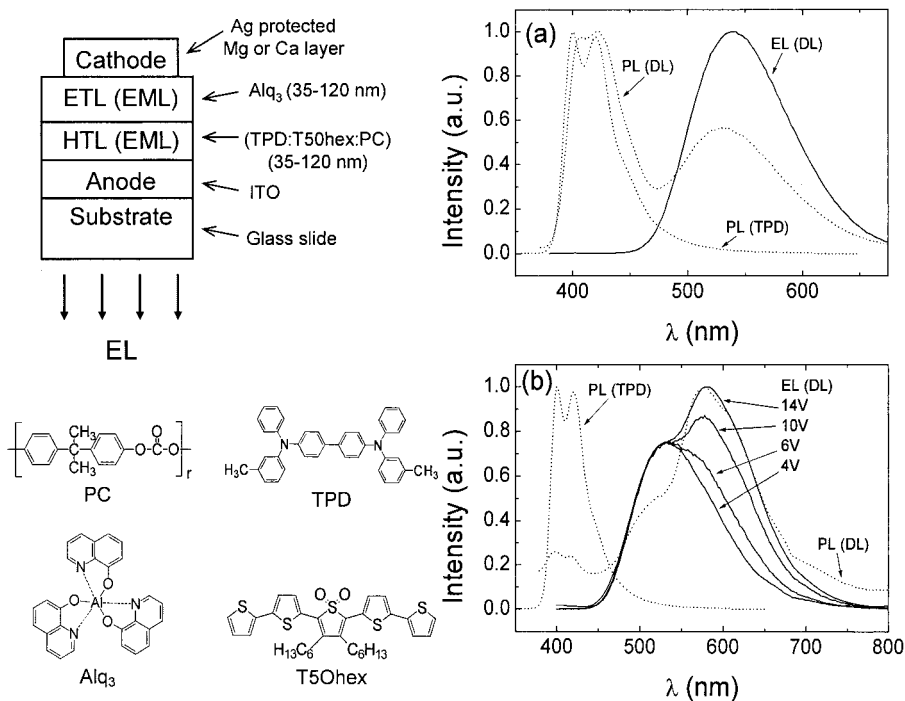 Ag protected
Mg or Ca layer
Cathode
ETL (EML)
Alq3 (35-120 nm)
HTL (EML)
(TPD:T50hex:PC)
(35-120 nm)
Anode
ITO
Substrate
Glass slide
EL
CH3
CH3
O-C-O
O
r
PC
N
N
H3C
CH3
TPD
N
O
O
Al
N
O
N
Alq3
O
O
S
S
S
S
S
H13C6
C6H13
T5Ohex
(a)
PL (DL)
EL (DL)
PL (TPD)
Intensity (a.u.)
1.0
0.8
0.6
0.4
0.2
0.0
400
500
600
λ (nm)
(b)
PL (TPD)
EL (DL)
14V
10V
6V
4V
PL (DL)
Intensity (a.u.)
1.0
0.8
0.6
0.4
0.2
0.0
400
500
600
700
800
λ (nm)